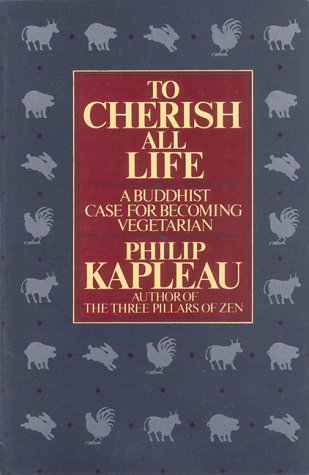 TO
CHERISH
ALL
LIFE
A BUDDHIST
CASE FOR BECOMING
VEGETARIAN
PHILIP
KAPLEAU
AUTHOR OF
THE THREE PILLARS OF ZEN